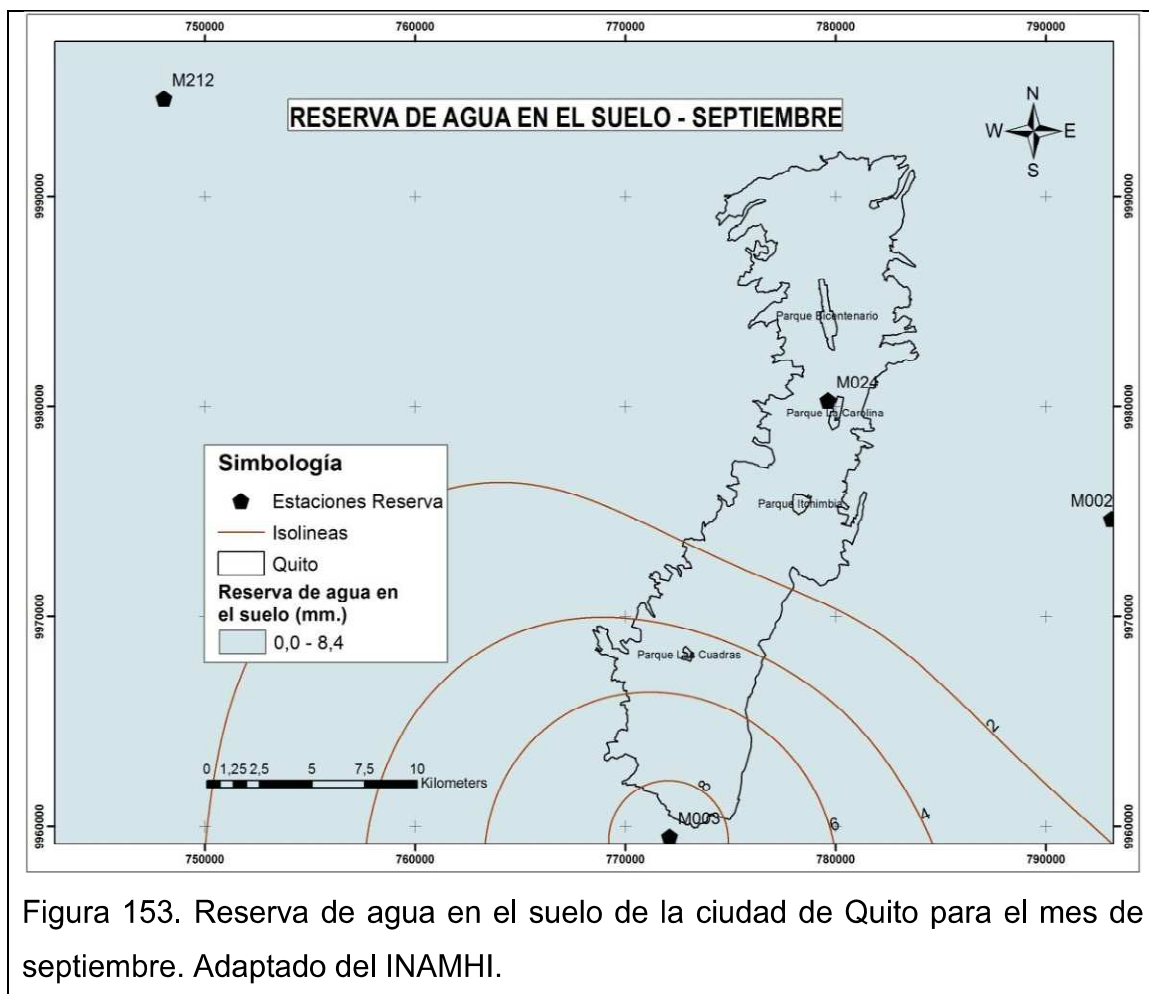 750000 760000 770000 780000 790000
M212
RESERVA DE AGUA EN EL SUELO - SEPTIEMBRE
N
W E
S
9990000 9990000
Parque Bicentenario
M024
9980000 9980000
Parque La Carolina
Simbología
Estaciones Reserva
Isolineas
Quito
Reserva de agua en
el suelo (mm.)
0,0 - 8,4
Parque Itchimbia
M002
9970000 9970000
Parque Las Cuadras
2
0 1,25 2,5 5 7,5 10
Kilometers
8
4
6
M003
9960000 9960000
750000 760000 770000 780000 790000
Figura 153. Reserva de agua en el suelo de la ciudad de Quito para el mes de
septiembre. Adaptado del INAMHI.